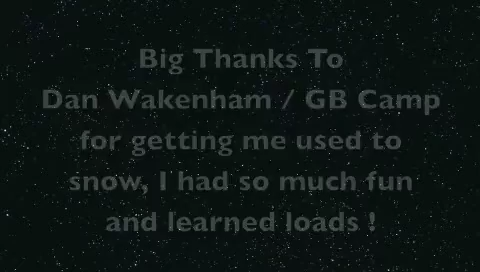 Big Thanks To
Dan Wakenham / GB Camp
for getting me used to
snow, I had so much fun
and learned loads !